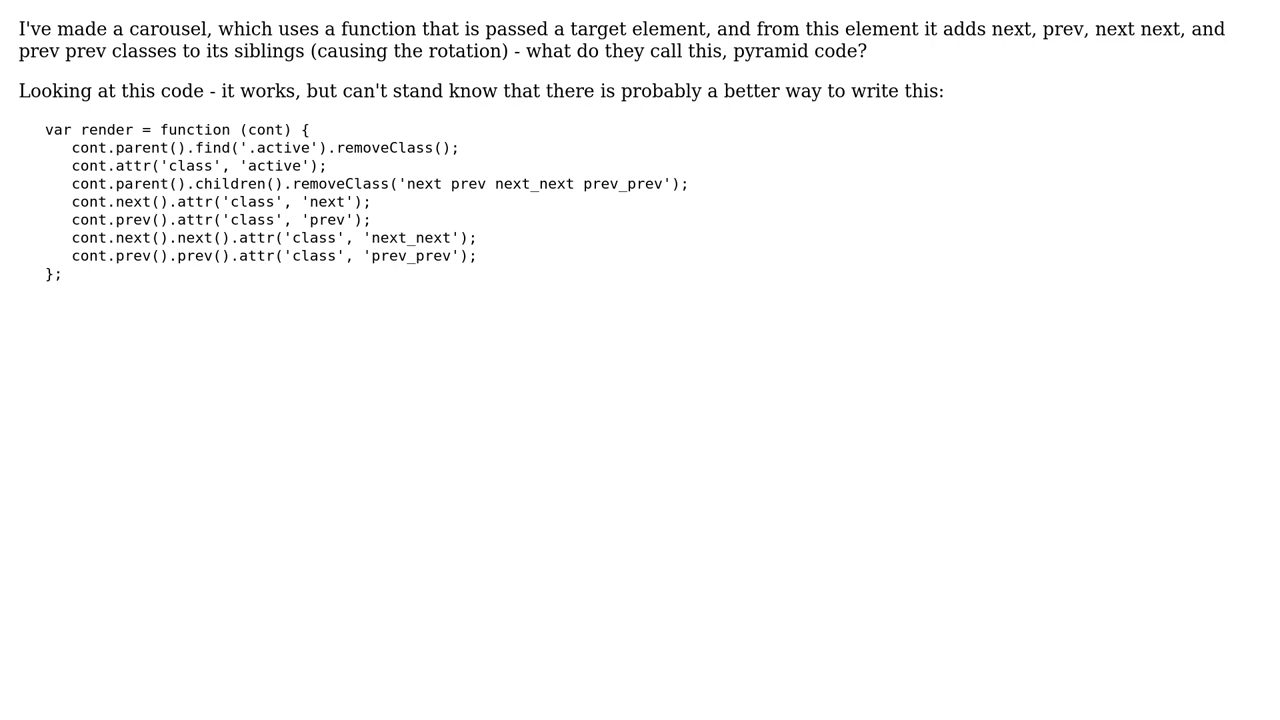 I've made a carousel, which uses a function that is passed a target element, and from this element it adds next, prev, next next, and
prev prev classes to its siblings (causing the rotation) - what do they call this, pyramid code?
Looking at this code - it works, but can't stand know that there is probably a better way to write this:
var render = function (cont) {
   cont.parent().find('.active').removeClass();
   cont.attr('class', 'active');
   cont.parent().children().removeClass('next prev next_next prev_prev');
   cont.next().attr('class', 'next');
   cont.prev().attr('class', 'prev');
   cont.next().next().attr('class', 'next_next');
   cont.prev().prev().attr('class', 'prev_prev');
};